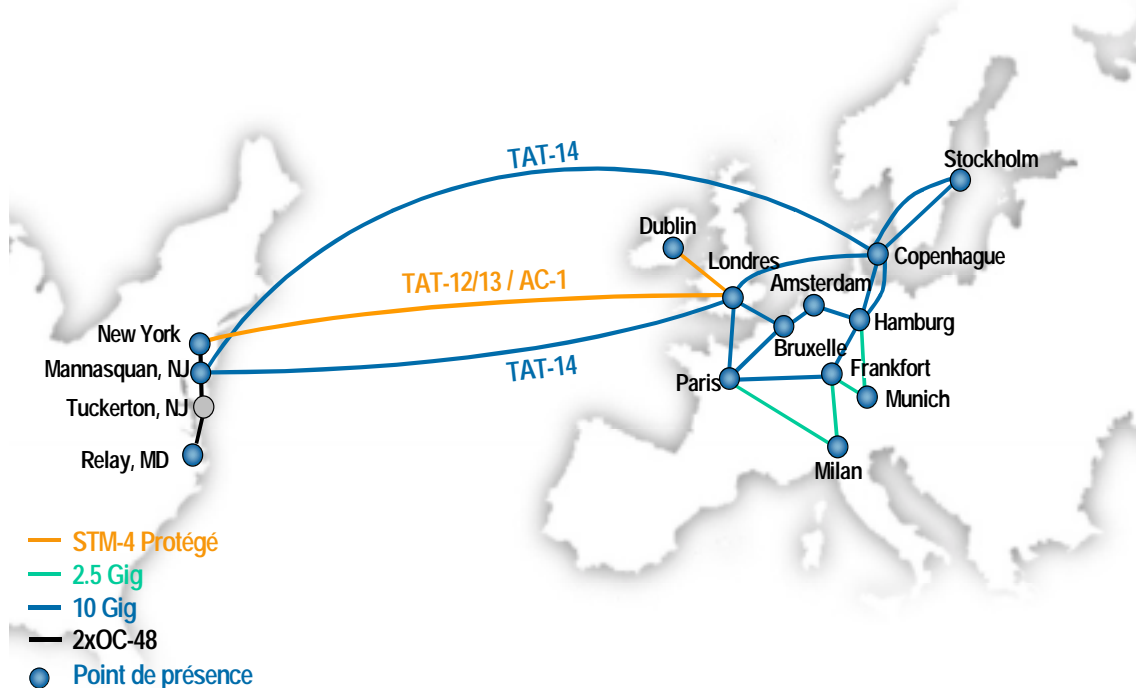 TAT-14
Stockholm
Dublin
Londres
Copenhague
TAT-12/13 / AC-1
Amsterdam
New York
Hamburg
Mannasquan, NJ
Bruxelle
TAT-14
Frankfort
Paris
Tuckerton, NJ
Munich
Relay, MD
Milan
STM-4 Protégé
2.5 Gig
10 Gig
2xOC-48
Point de présence